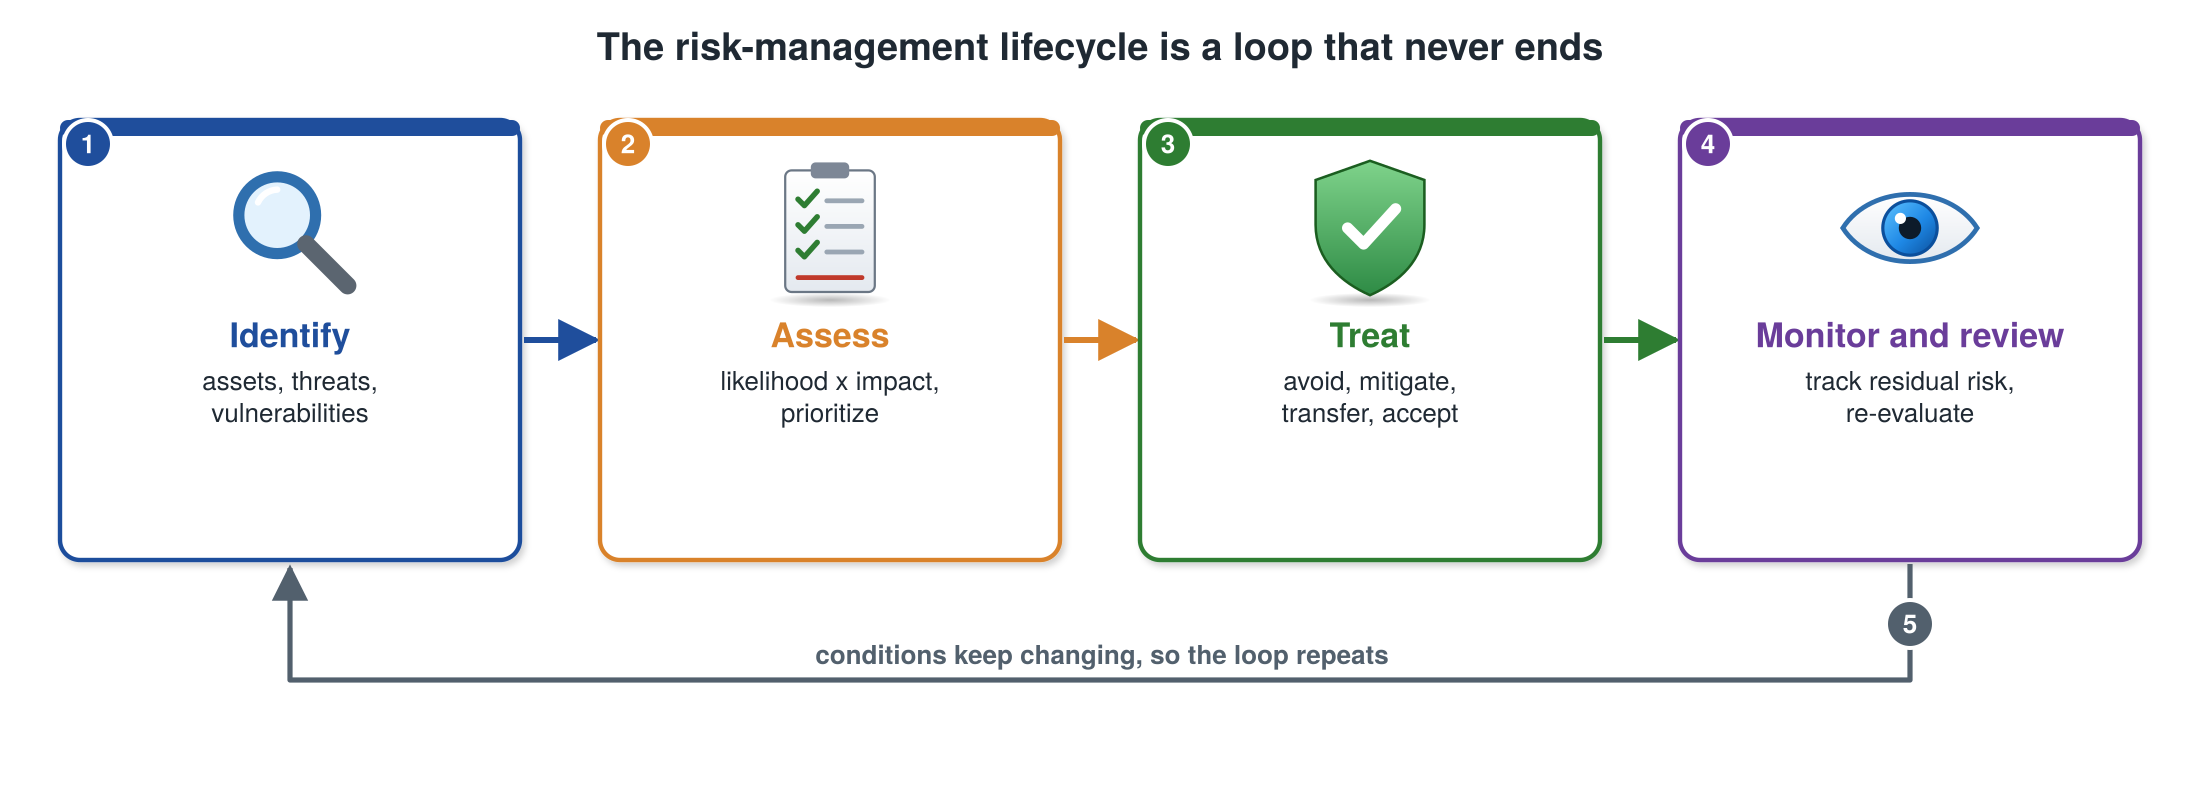 The risk-management lifecycle is a loop that never ends
1
Identify
assets, threats,
vulnerabilities
2
Assess
likelihood x impact,
prioritize
3
Treat
avoid, mitigate,
transfer, accept
4
Monitor and review
track residual risk,
re-evaluate
5
conditions keep changing, so the loop repeats